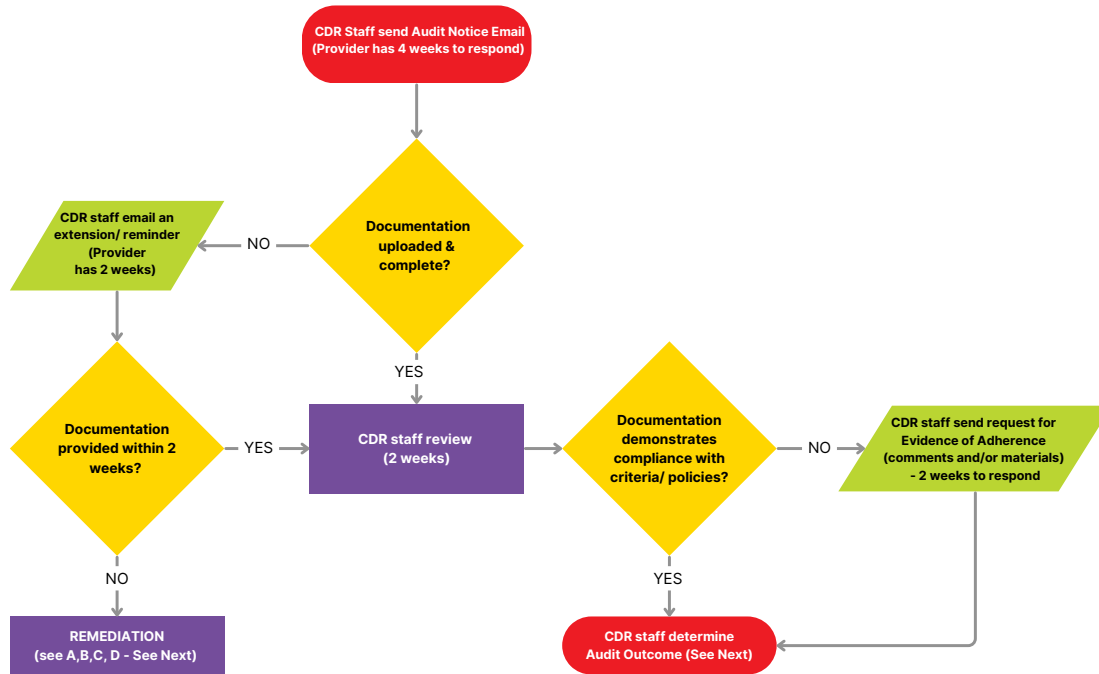 CDR Staff send Audit Notice Email
(Provider has 4 weeks to respond)
Documentation
uploaded &
complete?
NO
CDR staff email an
extension/ reminder
(Provider
has 2 weeks)
YES
Documentation
provided within 2
weeks?
YES
CDR staff review
(2 weeks)
Documentation
demonstrates
compliance with
criteria/ policies?
NO
CDR staff send request for
Evidence of Adherence
(comments and/or materials)
- 2 weeks to respond
NO
YES
REMEDIATION
(see A,B,C, D - See Next)
CDR staff determine
Audit Outcome (See Next)